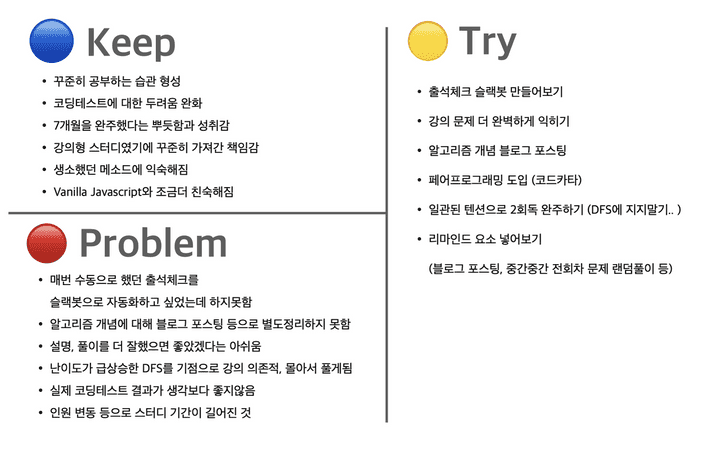 Keep
• 꾸준히 공부하는 습관 형성
• 코딩테스트에 대한 두려움 완화
• 7개월을 완주했다는 뿌듯함과 성취감
• 강의형 스터디였기에 꾸준히 가져간 책임감
• 생소했던 메소드에 익숙해짐
• Vanilla Javascript와 조금더 친숙해짐
Problem
• 매번 수동으로 했던 출석체크를
슬랙봇으로 자동화하고 싶었는데 하지못함
• 알고리즘 개념에 대해 블로그 포스팅 등으로 별도정리하지 못함
• 설명, 풀이를 더 잘했으면 좋았겠다는 아쉬움
• 난이도가 급상승한 DFS를 기점으로 강의 의존적, 몰아서 풀게됨
• 실제 코딩테스트 결과가 생각보다 좋지않음
• 인원 변동 등으로 스터디 기간이 길어진 것
Try
• 출석체크 슬랙봇 만들어보기
• 강의 문제 더 완벽하게 익히기
• 알고리즘 개념 블로그 포스팅
• 페어프로그래밍 도입 (코드카타)
• 일관된 텐션으로 2회독 완주하기 (DFS에 지지말기.. )
• 리마인드 요소 넣어보기
(블로그 포스팅, 중간중간 전회차 문제 랜덤풀이 등)